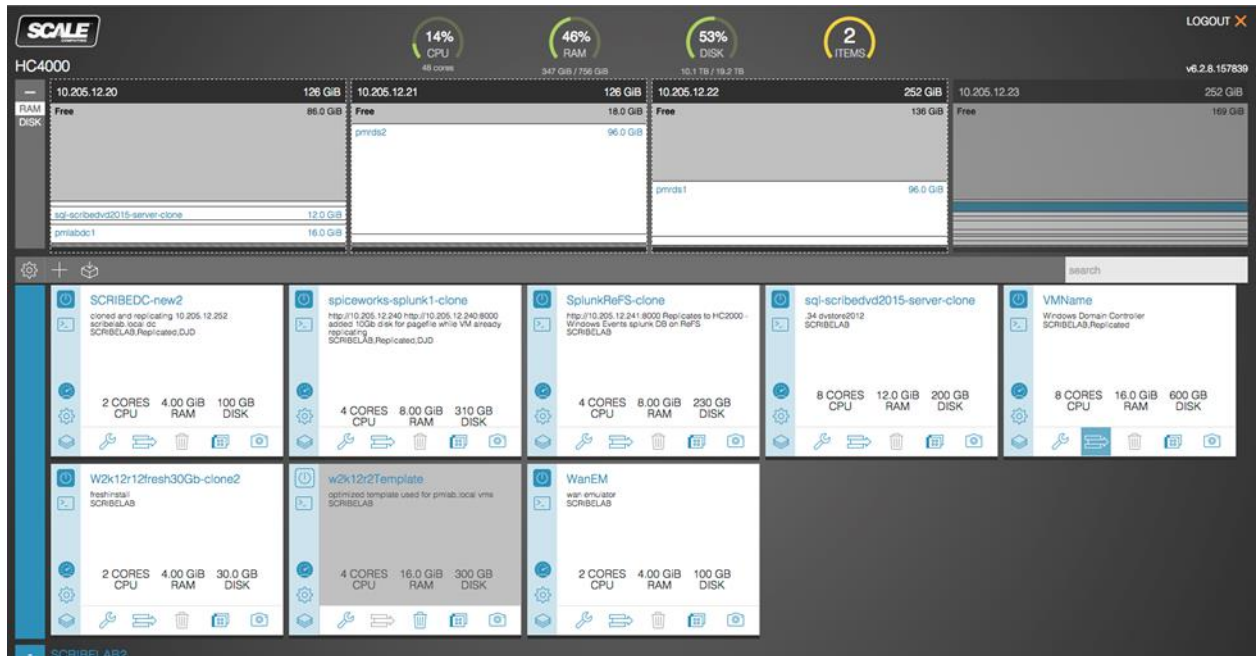 SCALE
14%
CPU
48 cores
46%
RAM
347 GiB / 756 GiB
53%
DISK
10.1 TB / 19.2 TB
2
ITEMS
LOGOUT
HC4000
v6.2.8.157839
RAM
DISK
10.205.12.20 126 GiB
Free 86.0 GiB
sql-scribedvd2015-server-clone 12.0 GiB
pmlabdc1 16.0 GiB
10.205.12.21 126 GiB
Free 18.0 GiB
pmrds2 96.0 GiB
10.205.12.22 252 GiB
Free 136 GiB
pmrds1 96.0 GiB
10.205.12.23 252 GiB
Free 169 GiB
search
SCRIBEDC-new2
cloned and replicating 10.205.12.252
scribelab.local dc
SCRIBELAB,Replicated,DJD
2 CORES 4.00 GiB 100 GB
CPU RAM DISK
spiceworks-splunk1-clone
http://10.205.12.240 http://10.205.12.240:8000
added 10Gb disk for pagefile while VM already
replicating
SCRIBELAB,Replicated,DJD
4 CORES 8.00 GiB 310 GB
CPU RAM DISK
SplunkReFS-clone
http://10.205.12.241:8000 Replicates to HC2000 -
Windows Events splunk DB on ReFS
SCRIBELAB
4 CORES 8.00 GiB 230 GB
CPU RAM DISK
sql-scribedvd2015-server-clone
.34 dvstore2012
SCRIBELAB
8 CORES 12.0 GiB 200 GB
CPU RAM DISK
VMName
Windows Domain Controller
SCRIBELAB,Replicated
8 CORES 16.0 GiB 600 GB
CPU RAM DISK
W2k12r12fresh30Gb-clone2
freshinstall
SCRIBELAB
2 CORES 4.00 GiB 30.0 GB
CPU RAM DISK
w2k12r2Template
optimized template used for pmlab.local vms
SCRIBELAB
4 CORES 16.0 GiB 300 GB
CPU RAM DISK
WanEM
wan emulator
SCRIBELAB
2 CORES 4.00 GiB 100 GB
CPU RAM DISK
SCRIBELAB2